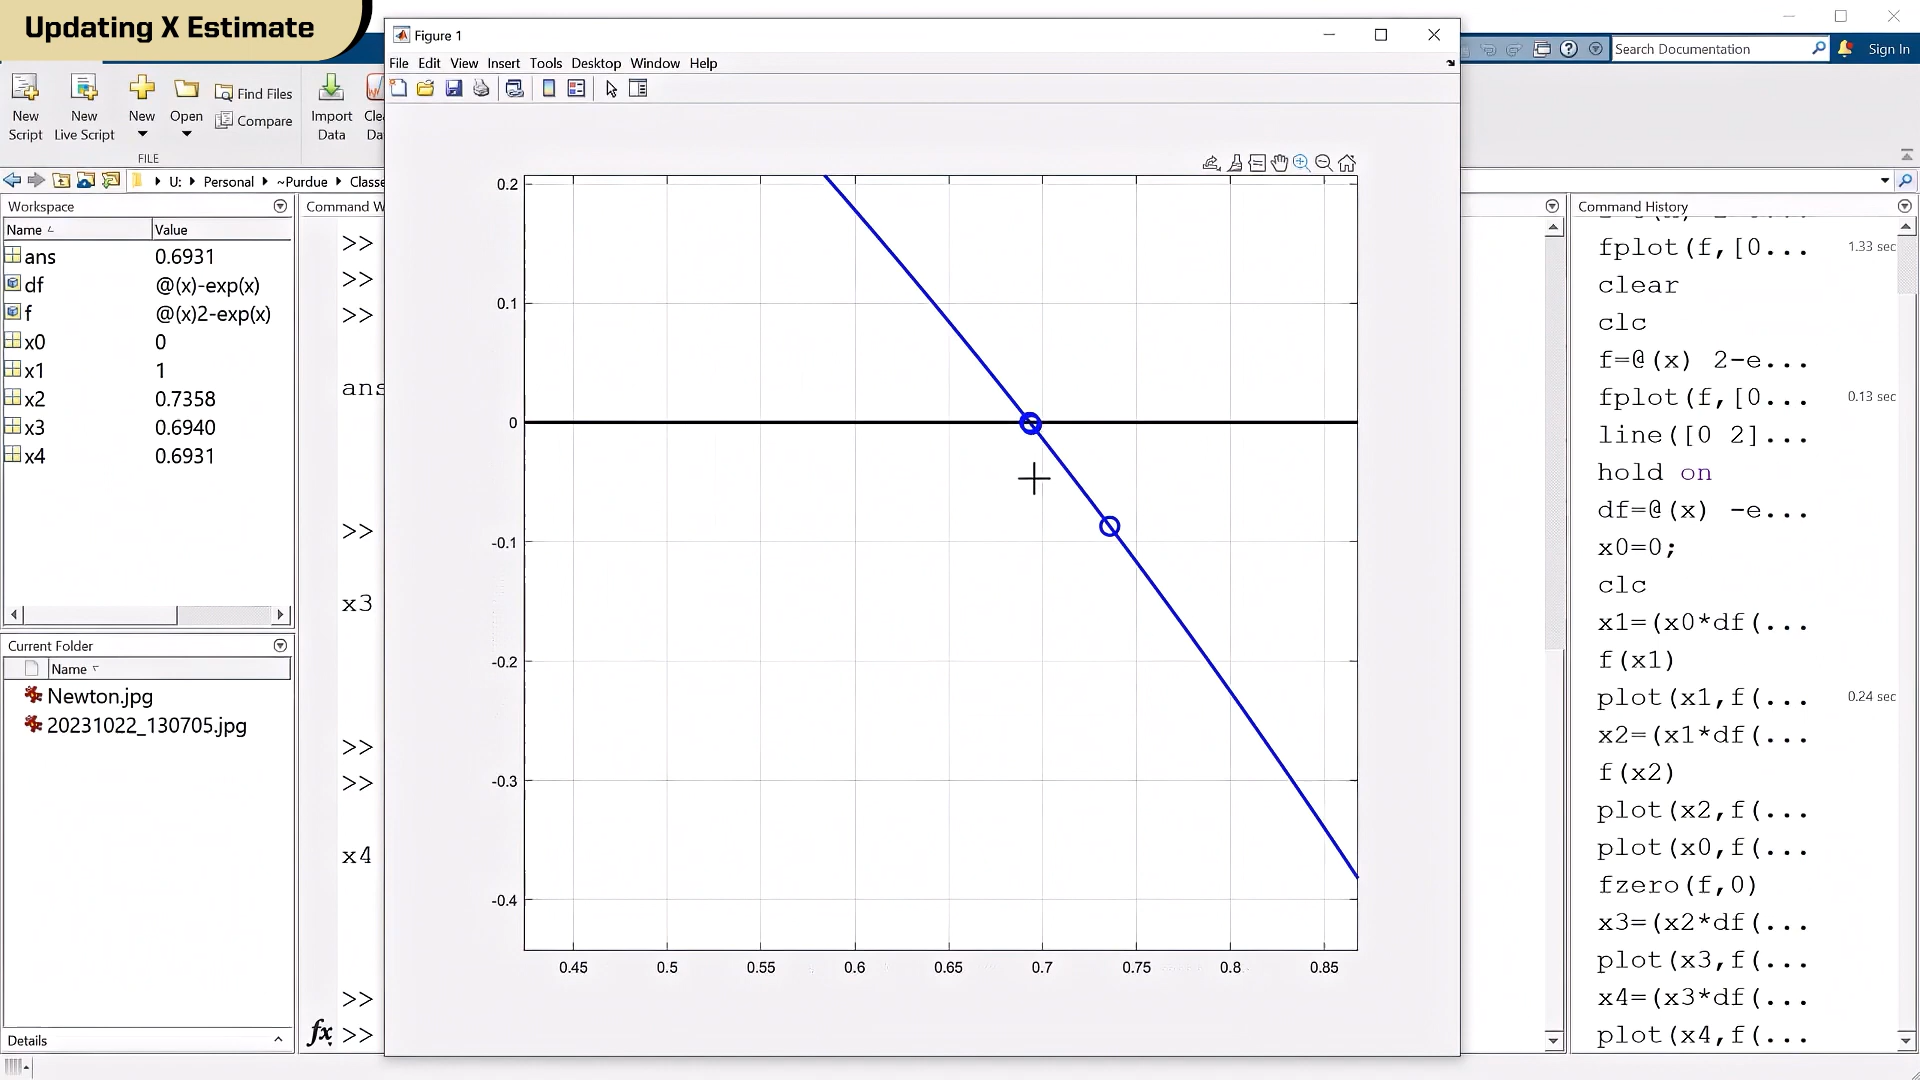 Updating X Estimate
Figure 1
File Edit View Insert Tools Desktop Window Help
Search Documentation
Sign In
New Script
New Live Script
New
Open
Find Files
Compare
Import Data
FILE
U: Personal ~Purdue Classe
Workspace
Name Value
ans 0.6931
df @(x)-exp(x)
f @(x)2-exp(x)
x0 0
x1 1
x2 0.7358
x3 0.6940
x4 0.6931
Current Folder
Name
Newton.jpg
20231022_130705.jpg
Details
Command W
>>
>>
>>
ans
>>
x3
>>
>>
x4
>>
fx >>
0.2
0.1
0
-0.1
-0.2
-0.3
-0.4
0.45 0.5 0.55 0.6 0.65 0.7 0.75 0.8 0.85
Command History
fplot(f,[0... 1.33 sec
clear
clc
f=@(x) 2-e...
fplot(f,[0... 0.13 sec
line([0 2]...
hold on
df=@(x) -e...
x0=0;
clc
x1=(x0*df(...
f(x1)
plot(x1,f(... 0.24 sec
x2=(x1*df(...
f(x2)
plot(x2,f(...
plot(x0,f(...
fzero(f,0)
x3=(x2*df(...
plot(x3,f(...
x4=(x3*df(...
plot(x4,f(...